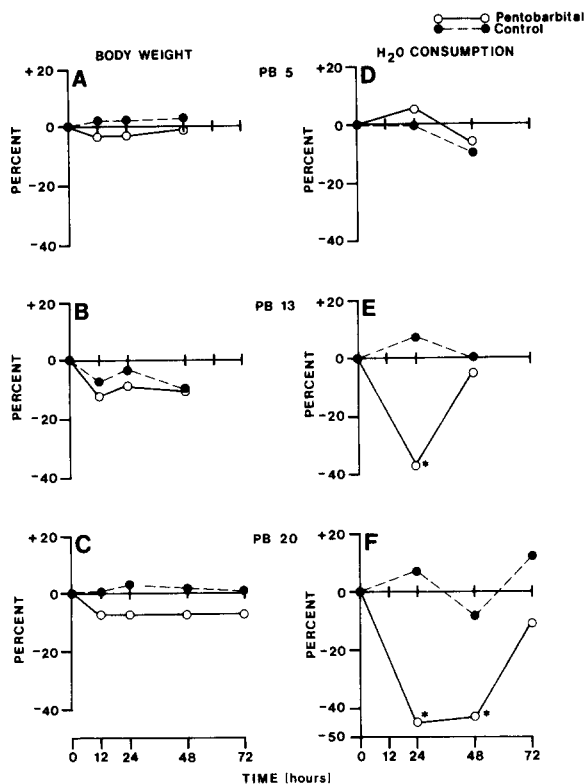 Pentobarbital
Control
BODY WEIGHT
H2O CONSUMPTION
A
PB 5
D
+20
0
-20
-40
PERCENT
+20
0
-20
-40
PERCENT
B
PB 13
E
+20
0
-20
-40
PERCENT
+20
0
-20
-40
PERCENT
*
C
PB 20
F
+20
0
-20
-40
PERCENT
+20
0
-20
-40
-50
PERCENT
*
*
0 12 24 48 72
0 12 24 48 72
TIME (hours)